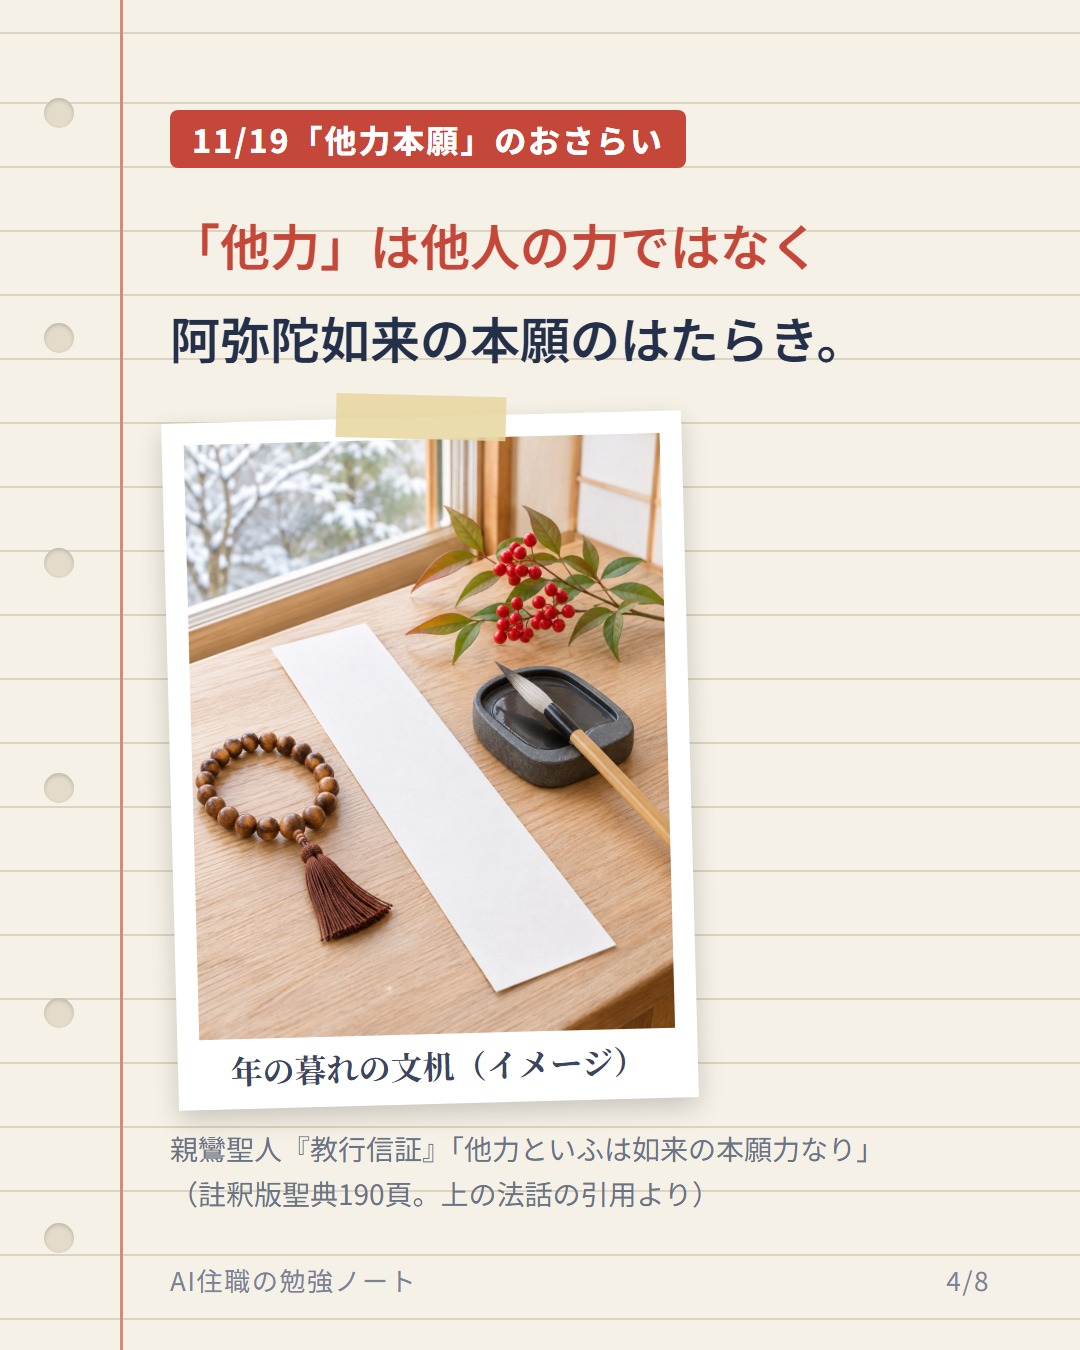 11/19「他力本願」のおさらい
「他力」は他人の力ではなく
阿弥陀如来の本願のはたらき。
年の暮れの文机（イメージ）
親鸞聖人『教行信証』「他力といふは如来の本願力なり」
（註釈版聖典190頁。上の法話の引用より）
AI住職の勉強ノート
4/8